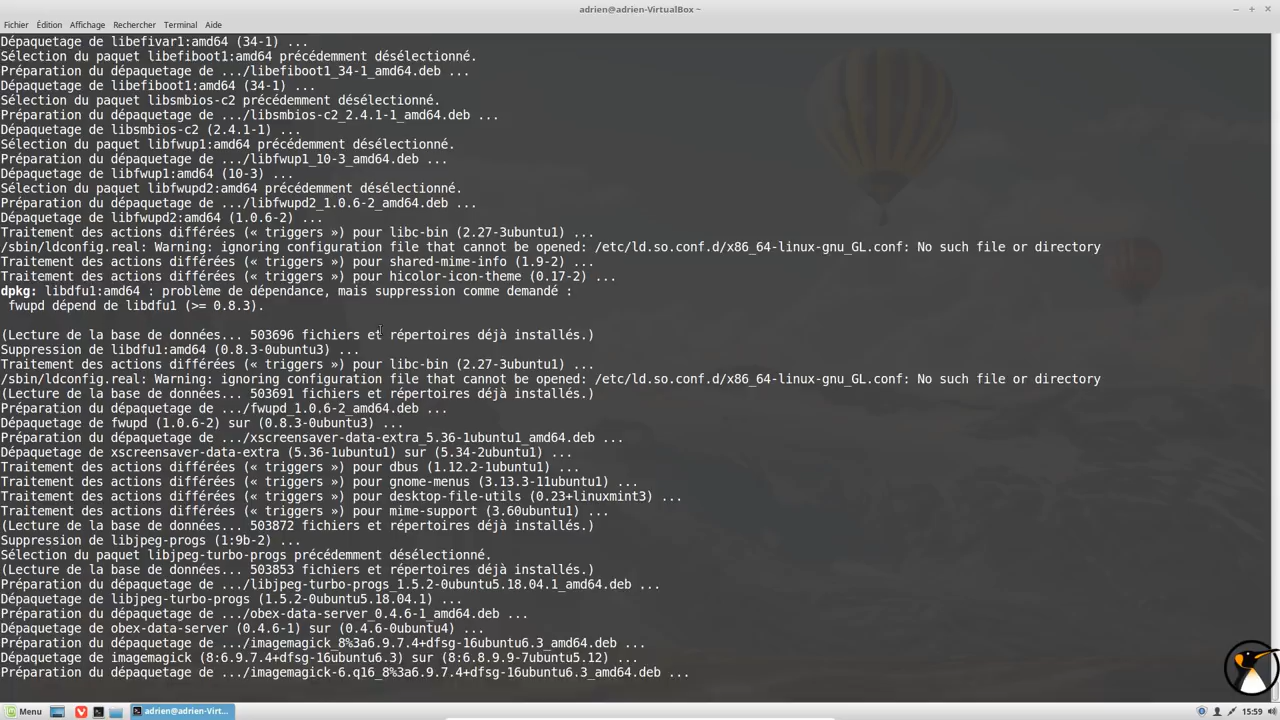 adrien@adrien-VirtualBox ~
Fichier Édition Affichage Rechercher Terminal Aide
Dépaquetage de libefivar1:amd64 (34-1) ...
Sélection du paquet libefiboot1:amd64 précédemment désélectionné.
Préparation du dépaquetage de .../libefiboot1_34-1_amd64.deb ...
Dépaquetage de libefiboot1:amd64 (34-1) ...
Sélection du paquet libsmbios-c2 précédemment désélectionné.
Préparation du dépaquetage de .../libsmbios-c2_2.4.1-1_amd64.deb ...
Dépaquetage de libsmbios-c2 (2.4.1-1) ...
Sélection du paquet libfwup1:amd64 précédemment désélectionné.
Préparation du dépaquetage de .../libfwup1_10-3_amd64.deb ...
Dépaquetage de libfwup1:amd64 (10-3) ...
Sélection du paquet libfwupd2:amd64 précédemment désélectionné.
Préparation du dépaquetage de .../libfwupd2_1.0.6-2_amd64.deb ...
Dépaquetage de libfwupd2:amd64 (1.0.6-2) ...
Traitement des actions différées (« triggers ») pour libc-bin (2.27-3ubuntu1) ...
/sbin/ldconfig.real: Warning: ignoring configuration file that cannot be opened: /etc/ld.so.conf.d/x86_64-linux-gnu_GL.conf: No such file or directory
Traitement des actions différées (« triggers ») pour shared-mime-info (1.9-2) ...
Traitement des actions différées (« triggers ») pour hicolor-icon-theme (0.17-2) ...
dpkg: libdfu1:amd64 : problème de dépendance, mais suppression comme demandé :
fwupd dépend de libdfu1 (>= 0.8.3).
(Lecture de la base de données... 503696 fichiers et répertoires déjà installés.)
Suppression de libdfu1:amd64 (0.8.3-0ubuntu3) ...
Traitement des actions différées (« triggers ») pour libc-bin (2.27-3ubuntu1) ...
/sbin/ldconfig.real: Warning: ignoring configuration file that cannot be opened: /etc/ld.so.conf.d/x86_64-linux-gnu_GL.conf: No such file or directory
(Lecture de la base de données... 503691 fichiers et répertoires déjà installés.)
Préparation du dépaquetage de .../fwupd_1.0.6-2_amd64.deb ...
Dépaquetage de fwupd (1.0.6-2) sur (0.8.3-0ubuntu3) ...
Préparation du dépaquetage de .../xscreensaver-data-extra_5.36-1ubuntu1_amd64.deb ...
Dépaquetage de xscreensaver-data-extra (5.36-1ubuntu1) sur (5.34-2ubuntu1) ...
Traitement des actions différées (« triggers ») pour dbus (1.12.2-1ubuntu1) ...
Traitement des actions différées (« triggers ») pour gnome-menus (3.13.3-11ubuntu1) ...
Traitement des actions différées (« triggers ») pour desktop-file-utils (0.23+linuxmint3) ...
Traitement des actions différées (« triggers ») pour mime-support (3.60ubuntu1) ...
(Lecture de la base de données... 503872 fichiers et répertoires déjà installés.)
Suppression de libjpeg-progs (1:9b-2) ...
Sélection du paquet libjpeg-turbo-progs précédemment désélectionné.
(Lecture de la base de données... 503853 fichiers et répertoires déjà installés.)
Préparation du dépaquetage de .../libjpeg-turbo-progs_1.5.2-0ubuntu5.18.04.1_amd64.deb ...
Dépaquetage de libjpeg-turbo-progs (1.5.2-0ubuntu5.18.04.1) ...
Préparation du dépaquetage de .../obex-data-server_0.4.6-1_amd64.deb ...
Dépaquetage de obex-data-server (0.4.6-1) sur (0.4.6-0ubuntu4) ...
Préparation du dépaquetage de .../imagemagick_8%3a6.9.7.4+dfsg-16ubuntu6.3_amd64.deb ...
Dépaquetage de imagemagick (8:6.9.7.4+dfsg-16ubuntu6.3) sur (8:6.8.9.9-7ubuntu5.12) ...
Préparation du dépaquetage de .../imagemagick-6.q16_8%3a6.9.7.4+dfsg-16ubuntu6.3_amd64.deb ...
Menu adrien@adrien-Virt... 15:59